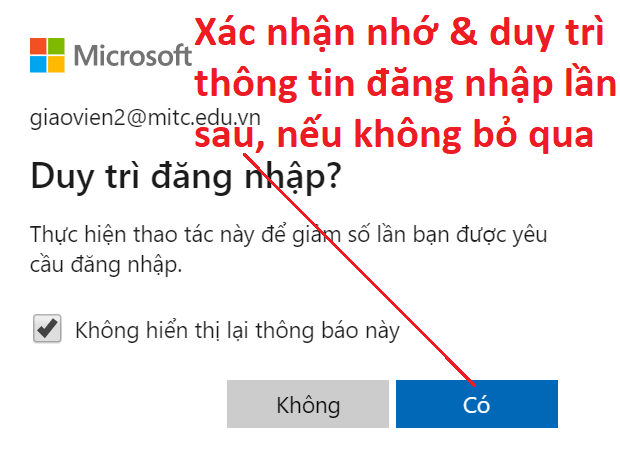 Microsoft
Xác nhận nhớ & duy trì
thông tin đăng nhập lần
sau, nếu không bỏ qua
giaovien2@mitc.edu.vn
Duy trì đăng nhập?
Thực hiện thao tác này để giảm số lần bạn được yêu
cầu đăng nhập.
Không hiển thị lại thông báo này
Không
Có